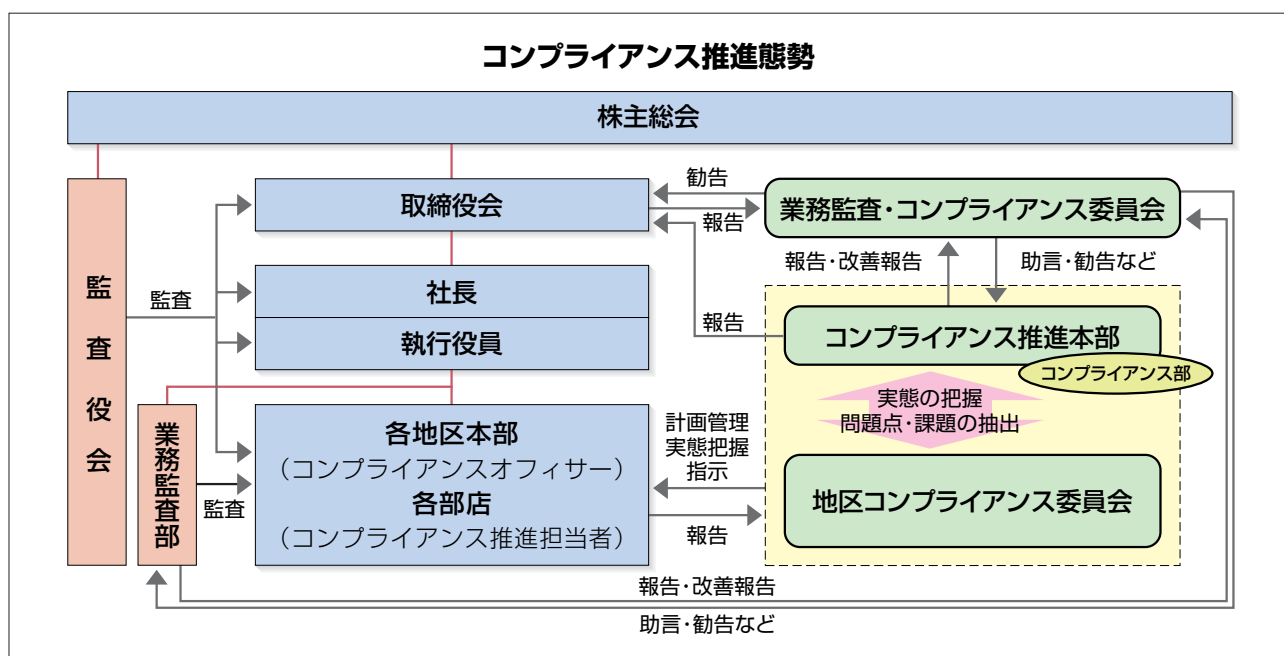 コンプライアンス推進態勢
株主総会
監査役会
監査
取締役会
勧告
報告
業務監査・コンプライアンス委員会
報告・改善報告
助言・勧告など
社長
執行役員
報告
コンプライアンス推進本部
コンプライアンス部
実態の把握
問題点・課題の抽出
業務監査部
監査
各地区本部
（コンプライアンスオフィサー）
各部店
（コンプライアンス推進担当者）
計画管理
実態把握
指示
報告
地区コンプライアンス委員会
報告・改善報告
助言・勧告など